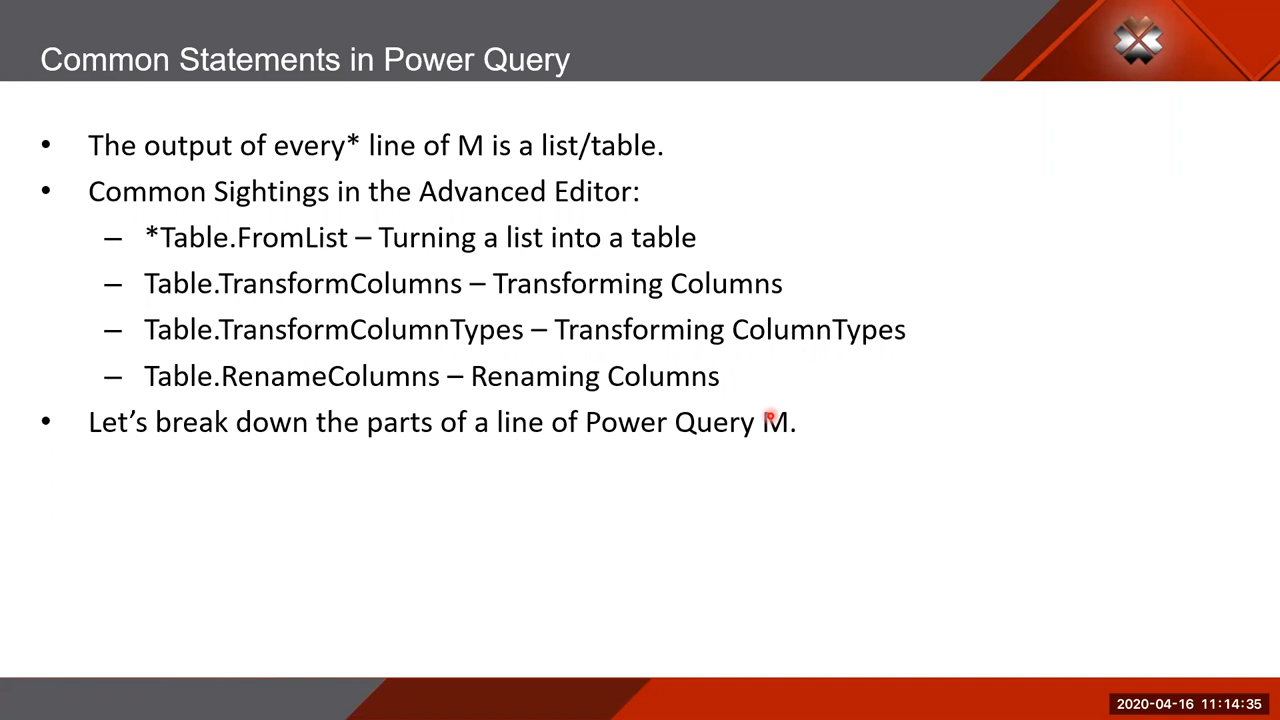 Common Statements in Power Query
• The output of every* line of M is a list/table.
• Common Sightings in the Advanced Editor:
– *Table.FromList – Turning a list into a table
– Table.TransformColumns – Transforming Columns
– Table.TransformColumnTypes – Transforming ColumnTypes
– Table.RenameColumns – Renaming Columns
• Let’s break down the parts of a line of Power Query M.
2020-04-16 11:14:35